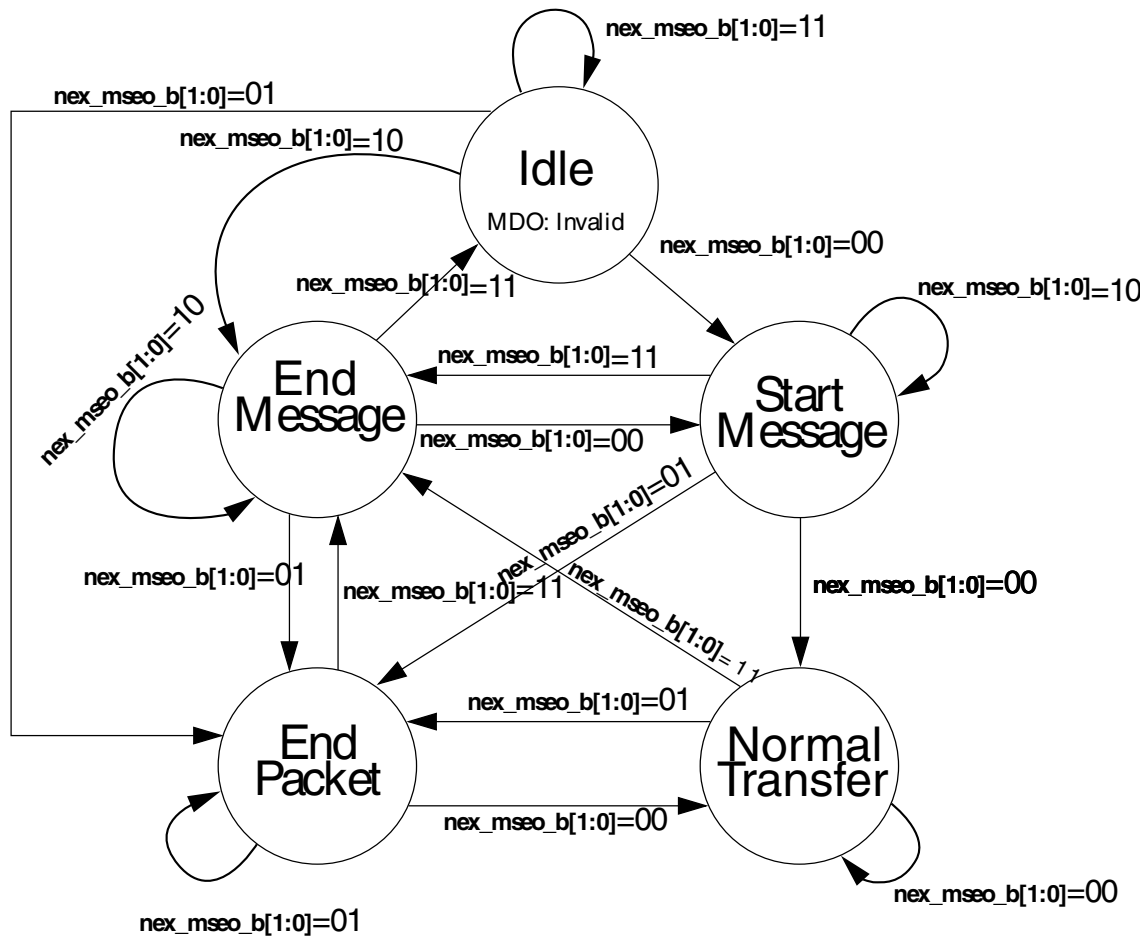 nex_mseo_b[1:0]=11
nex_mseo_b[1:0]=01
nex_mseo_b[1:0]=10
Idle
MDO: Invalid
nex_mseo_b[1:0]=00
nex_mseo_b[1:0]=11
nex_mseo_b[1:0]=10
nex_mseo_b[1:0]=10
End
Message
nex_mseo_b[1:0]=11
Start
Message
nex_mseo_b[1:0]=00
nex_mseo_b[1:0]=01
nex_mseo_b[1:0]=01
nex_mseo_b[1:0]=11
nex_mseo_b[1:0]=11
nex_mseo_b[1:0]=00
End
Packet
nex_mseo_b[1:0]=01
Normal
Transfer
nex_mseo_b[1:0]=00
nex_mseo_b[1:0]=00
nex_mseo_b[1:0]=01